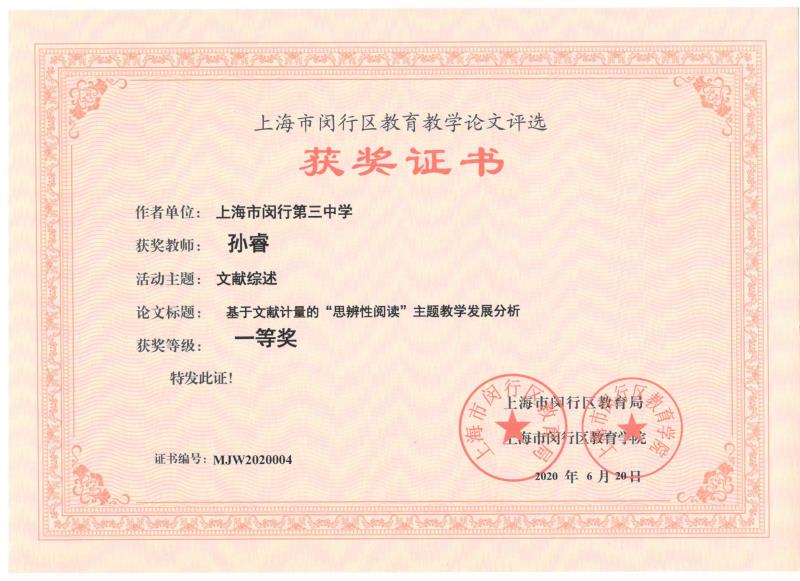 上海市闵行区教育教学论文评选
获奖证书
作者单位：上海市闵行第三中学
获奖教师：孙睿
活动主题：文献综述
论文标题：基于文献计量的“思辨性阅读”主题教学发展分析
获奖等级：一等奖
特发此证！
上海市闵行区教育局
上海市闵行区教育学院
证书编号：MJW2020004
2020 年 6 月 20日
上海市闵行区教育局
上海市闵行区教育学院